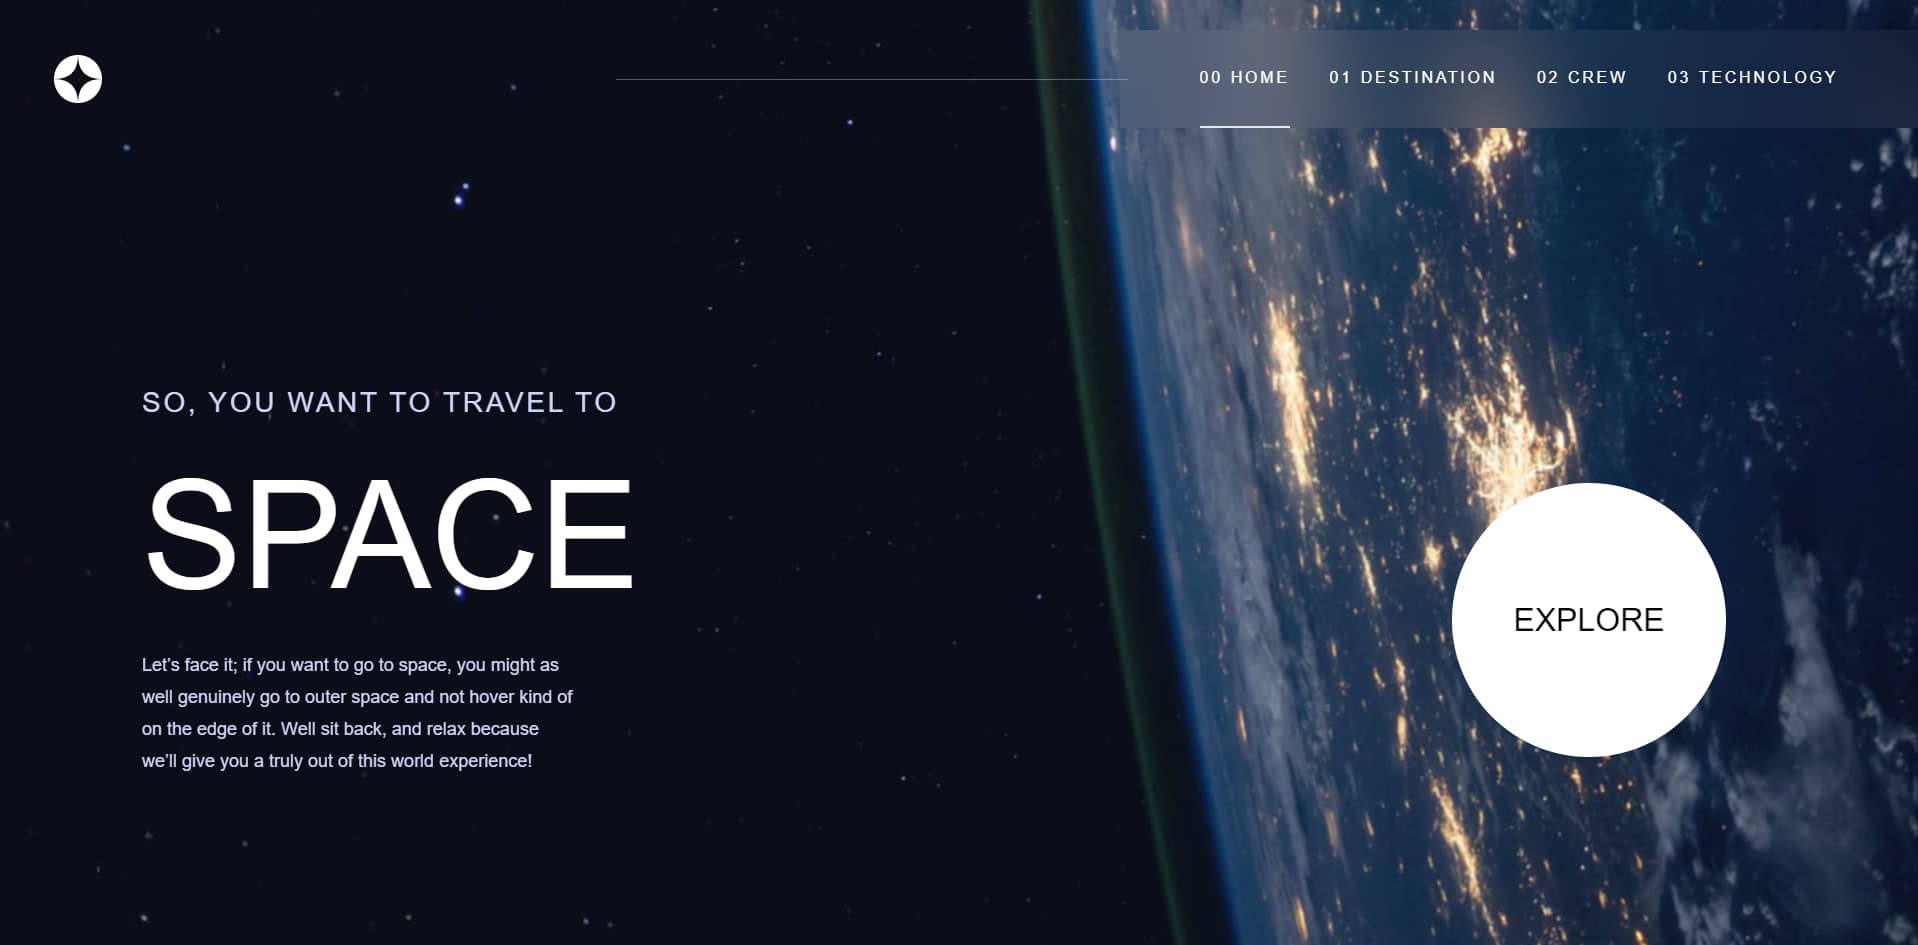 00 HOME 01 DESTINATION 02 CREW 03 TECHNOLOGY
SO, YOU WANT TO TRAVEL TO
SPACE
Let’s face it; if you want to go to space, you might as
well genuinely go to outer space and not hover kind of
on the edge of it. Well sit back, and relax because
we’ll give you a truly out of this world experience!
EXPLORE